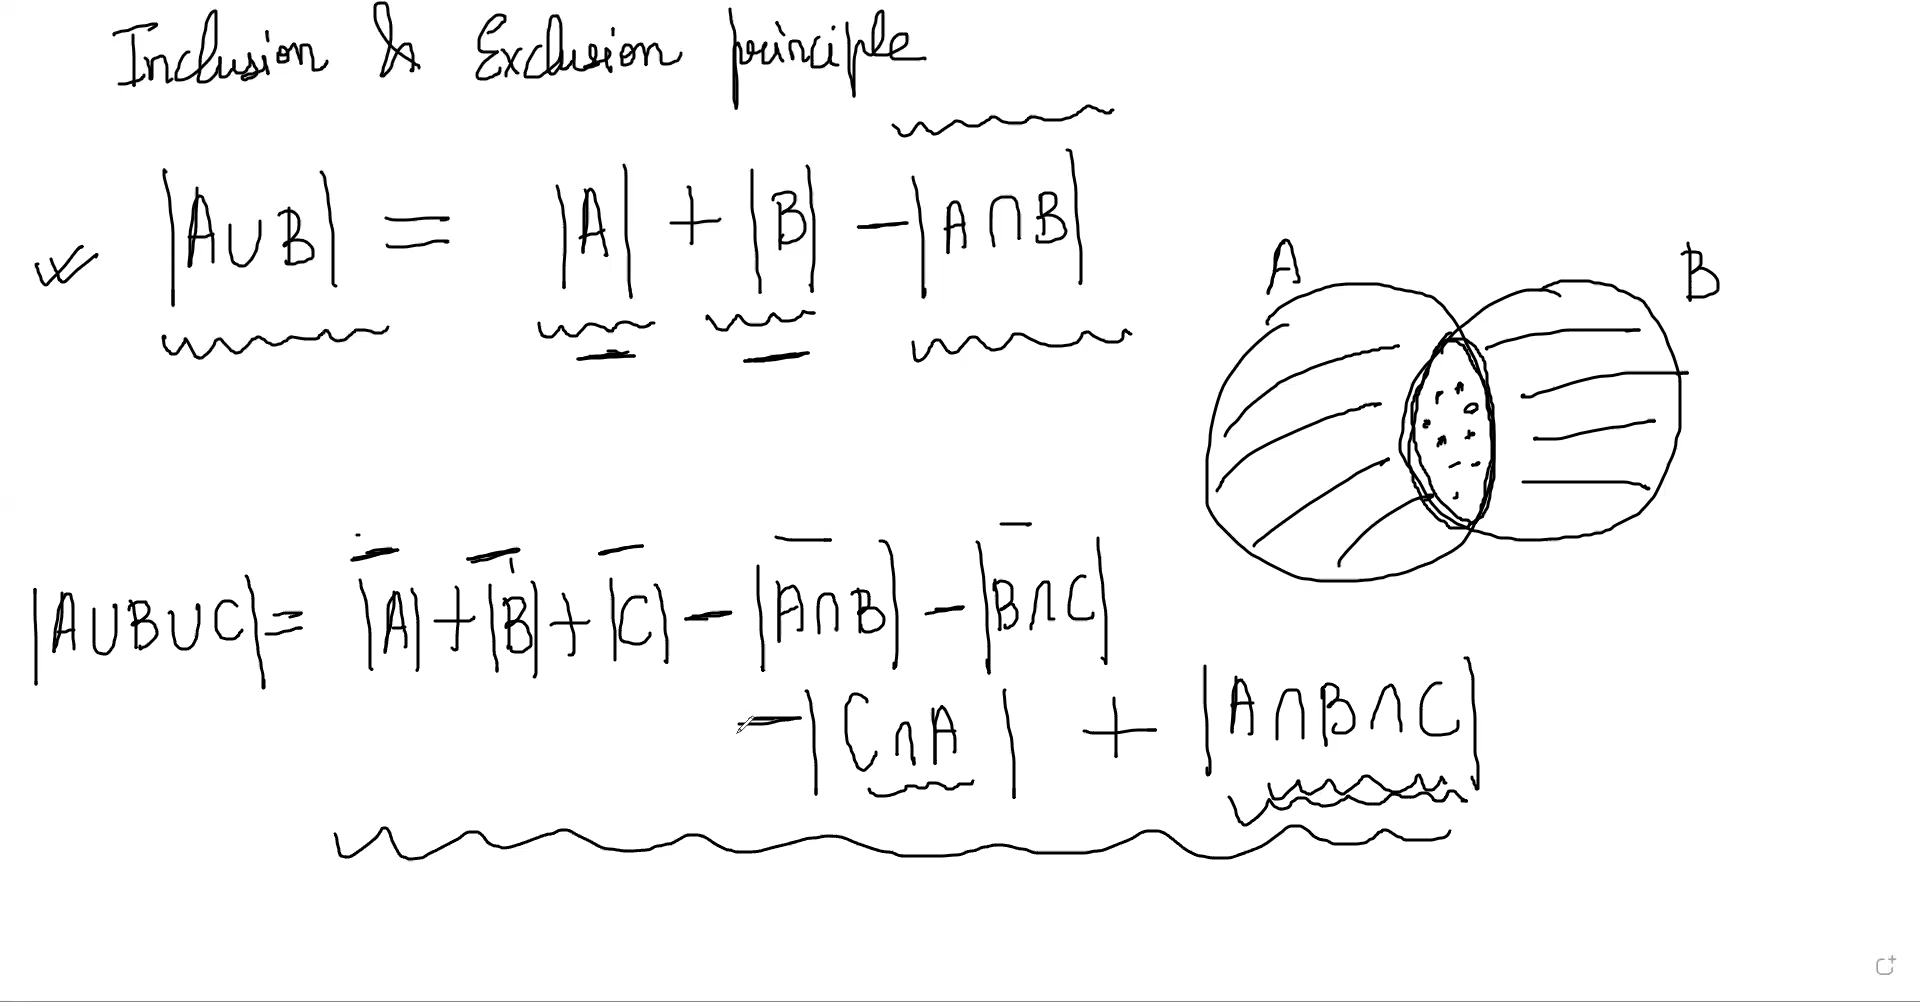 Inclusion & Exclusion principle
|A∪B| = |A| + |B| - |A∩B|
A B
|A∪B∪C| = |A| + |B| + |C| - |A∩B| - |B∩C|
- |C∩A| + |A∩B∩C|